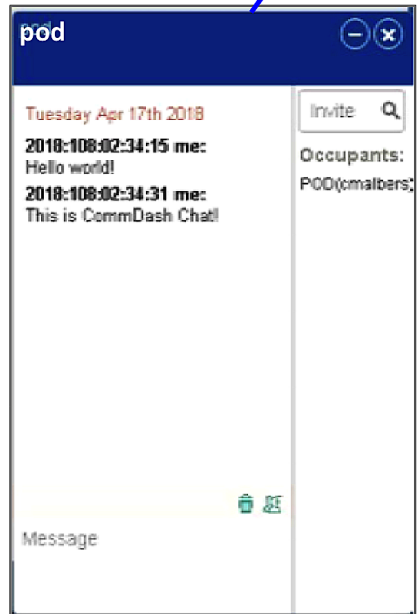 pod
Tuesday Apr 17th 2018
2018:108:02:34:15 me:
Hello world!
2018:108:02:34:31 me:
This is CommDash Chat!
Invite
Occupants:
POD(cmalbers)
Message